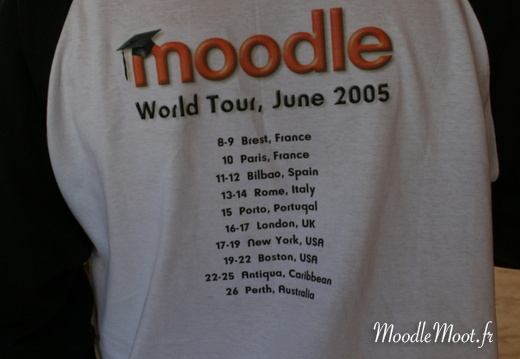 moodle
World Tour, June 2005
8-9 Brest, France
10 Paris, France
11-12 Bilbao, Spain
13-14 Rome, Italy
15 Porto, Portugal
16-17 London, UK
17-19 New York, USA
19-22 Boston, USA
22-25 Antigua, Caribbean
26 Perth, Australia
MoodleMoot.fr